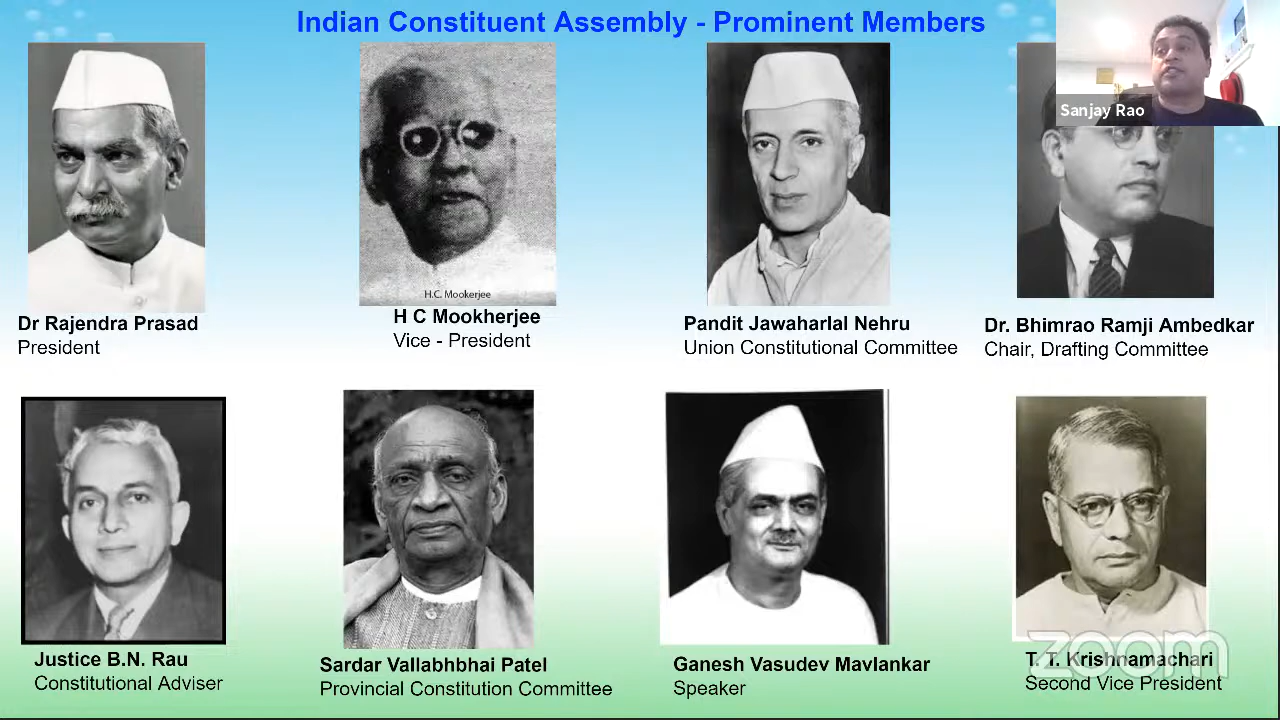 Indian Constituent Assembly - Prominent Members
Sanjay Rao
H.C. Mookerjee
Dr Rajendra Prasad
President
H C Mookherjee
Vice - President
Pandit Jawaharlal Nehru
Union Constitutional Committee
Dr. Bhimrao Ramji Ambedkar
Chair, Drafting Committee
Justice B.N. Rau
Constitutional Adviser
Sardar Vallabhbhai Patel
Provincial Constitution Committee
Ganesh Vasudev Mavlankar
Speaker
T. T. Krishnamachari
Second Vice President
zoom